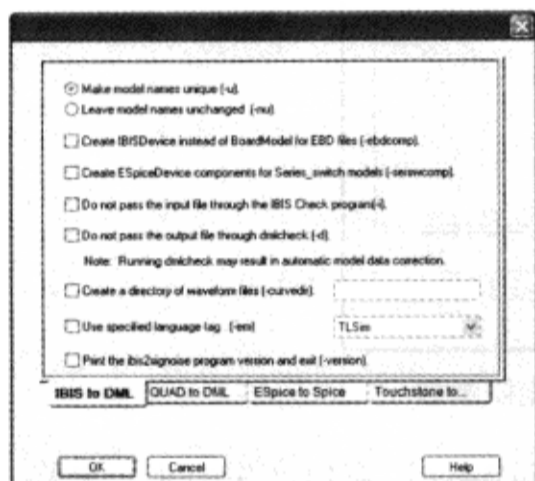 Make model names unique (-u).
Leave model names unchanged (-nu)
Create IBISDevice instead of BoardModel for EBD files (-ebdcomp).
Create ESpiceDevice components for Series_switch models (-serswcomp).
Do not pass the input file through the IBIS Check program(-i).
Do not pass the output file through dmlcheck (-d).
Note: Running dmlcheck may result in automatic model data correction.
Create a directory of waveform files (-curvedir).
Use specified language tag. TLSim
Print the ibis2signoise program version and exit (-version).
IBIS to DML QUAD to DML ESpice to Spice Touchstone to...
OK Cancel Help